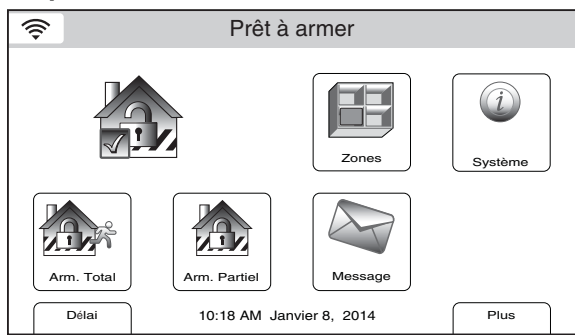 Prêt à armer
Zones
Système
Arm. Total
Arm. Partiel
Message
Délai
10:18 AM Janvier 8, 2014
Plus